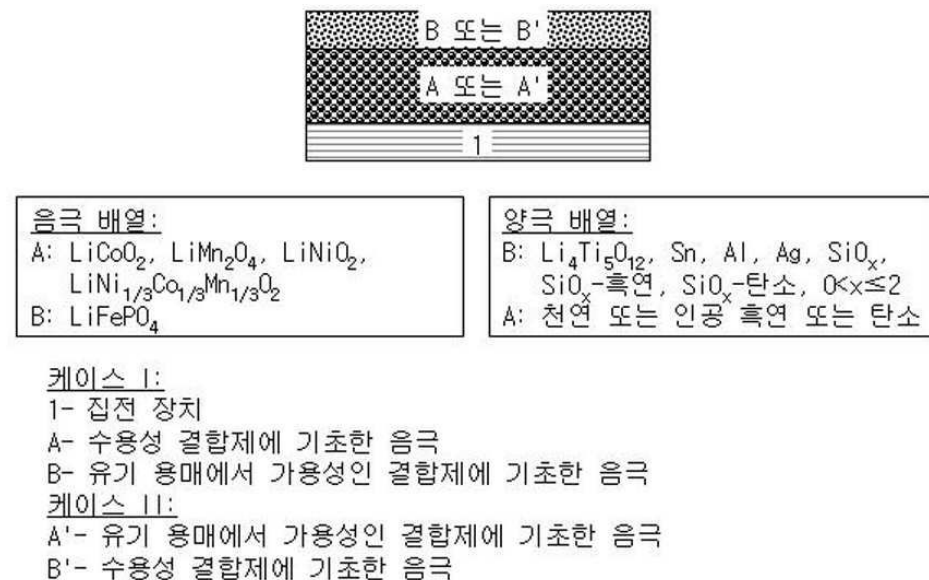 B 또는 B'
A 또는 A'
1
음극 배열:
A: LiCoO₂, LiMn₂O₄, LiNiO₂,
LiNi₁/₃Co₁/₃Mn₁/₃O₂
B: LiFePO₄
양극 배열:
B: Li₄Ti₅O₁₂, Sn, Al, Ag, SiOₓ,
SiOₓ-흑연, SiOₓ-탄소, 0<x≤2
A: 천연 또는 인공 흑연 또는 탄소
케이스 I:
1- 집전 장치
A- 수용성 결합제에 기초한 음극
B- 유기 용매에서 가용성인 결합제에 기초한 음극
케이스 II:
A'- 유기 용매에서 가용성인 결합제에 기초한 음극
B'- 수용성 결합제에 기초한 음극